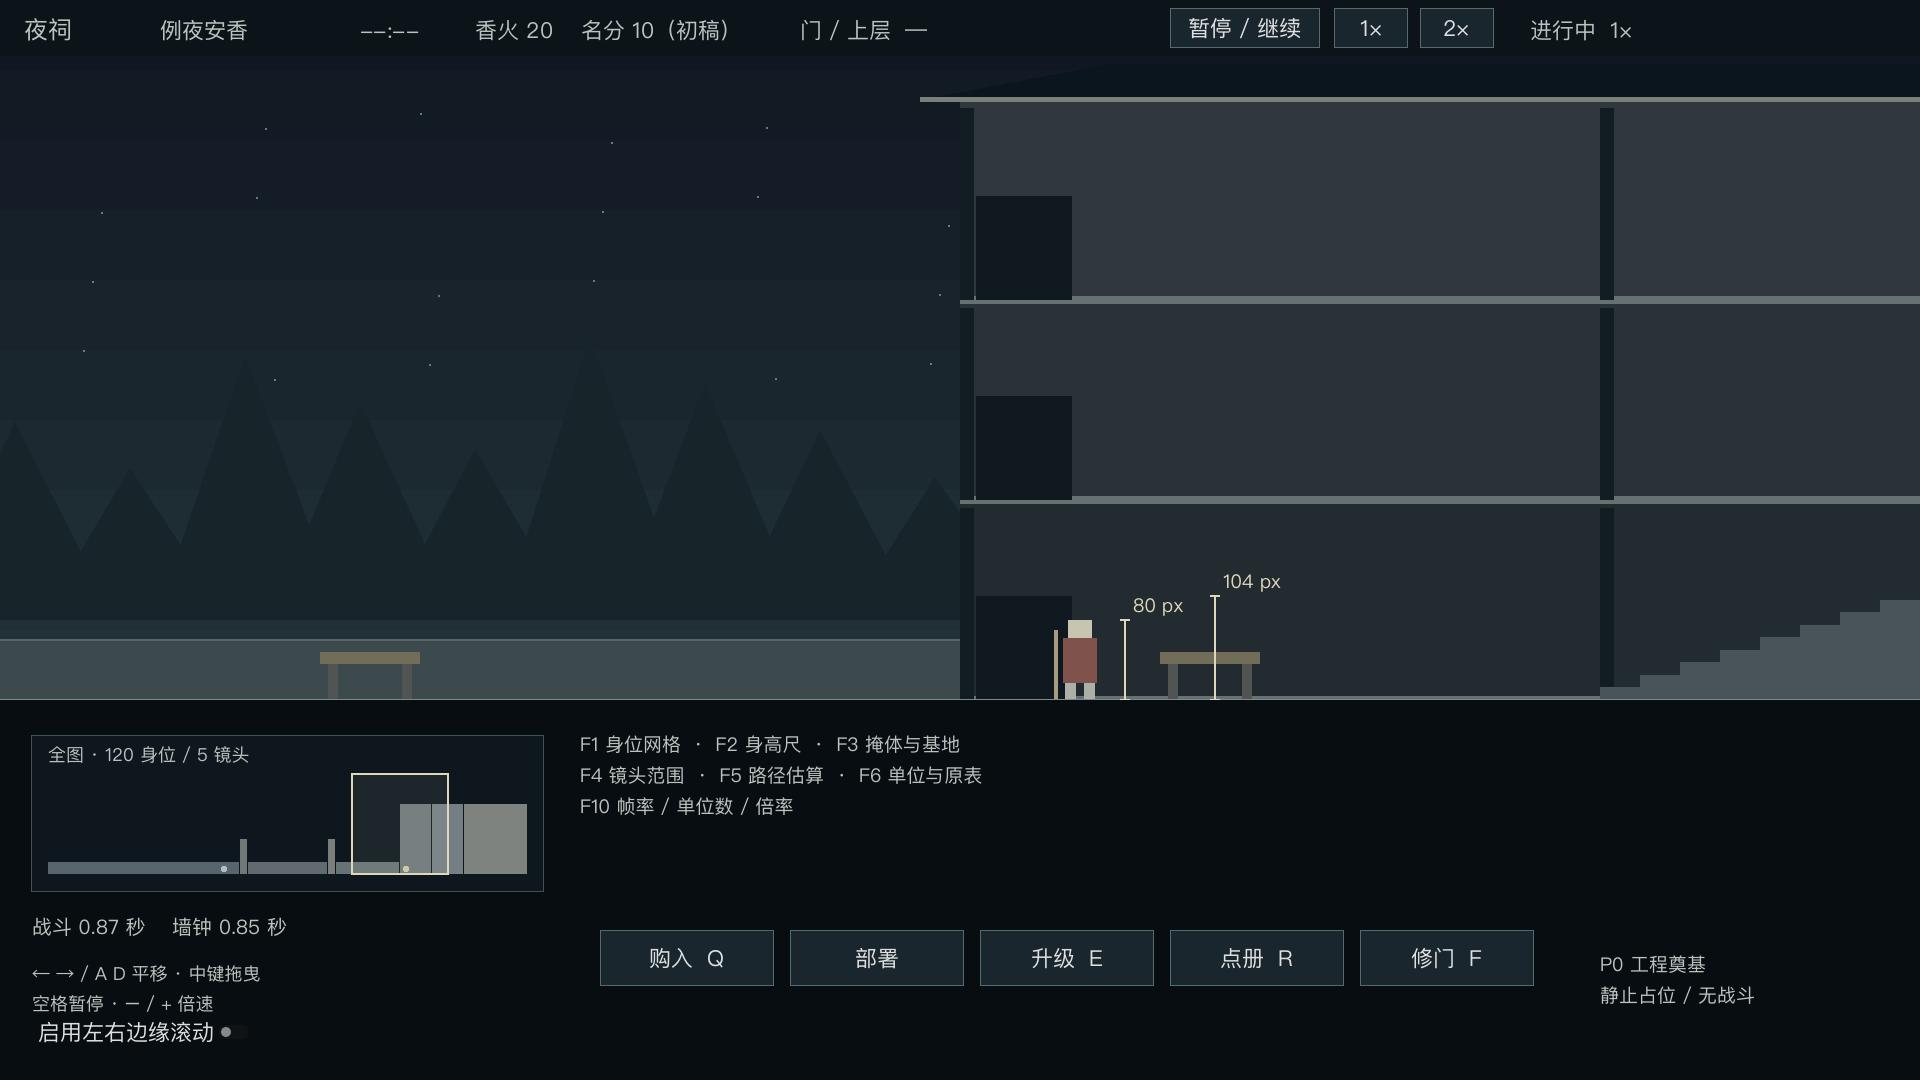 夜祠 例夜安香 --:-- 香火 20 名分 10（初稿） 门 / 上层 — 暂停 / 继续 1× 2× 进行中 1×
104 px
80 px
全图 · 120 身位 / 5 镜头
F1 身位网格 · F2 身高尺 · F3 掩体与基地
F4 镜头范围 · F5 路径估算 · F6 单位与原表
F10 帧率 / 单位数 / 倍率
战斗 0.87 秒 墙钟 0.85 秒
←→ / A D 平移 · 中键拖曳
空格暂停 · − / + 倍速
启用左右边缘滚动
购入 Q 部署 升级 E 点册 R 修门 F
P0 工程奠基
静止占位 / 无战斗